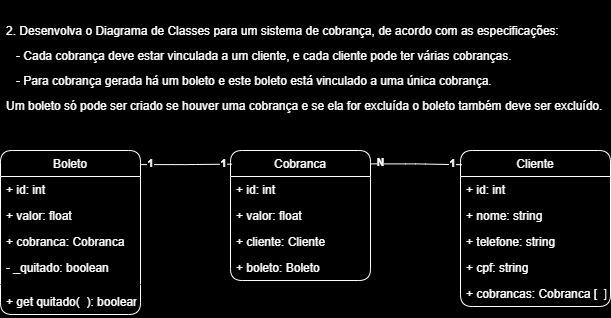 2. Desenvolva o Diagrama de Classes para um sistema de cobrança, de acordo com as especificações:
- Cada cobrança deve estar vinculada a um cliente, e cada cliente pode ter várias cobranças.
- Para cobrança gerada há um boleto e este boleto está vinculado a uma única cobrança.
Um boleto só pode ser criado se houver uma cobrança e se ela for excluída o boleto também deve ser excluído.
Boleto
+ id: int
+ valor: float
+ cobranca: Cobranca
- _quitado: boolean
+ get quitado( ): boolean
1
1
Cobranca
+ id: int
+ valor: float
+ cliente: Cliente
+ boleto: Boleto
N
1
Cliente
+ id: int
+ nome: string
+ telefone: string
+ cpf: string
+ cobrancas: Cobranca [ ]